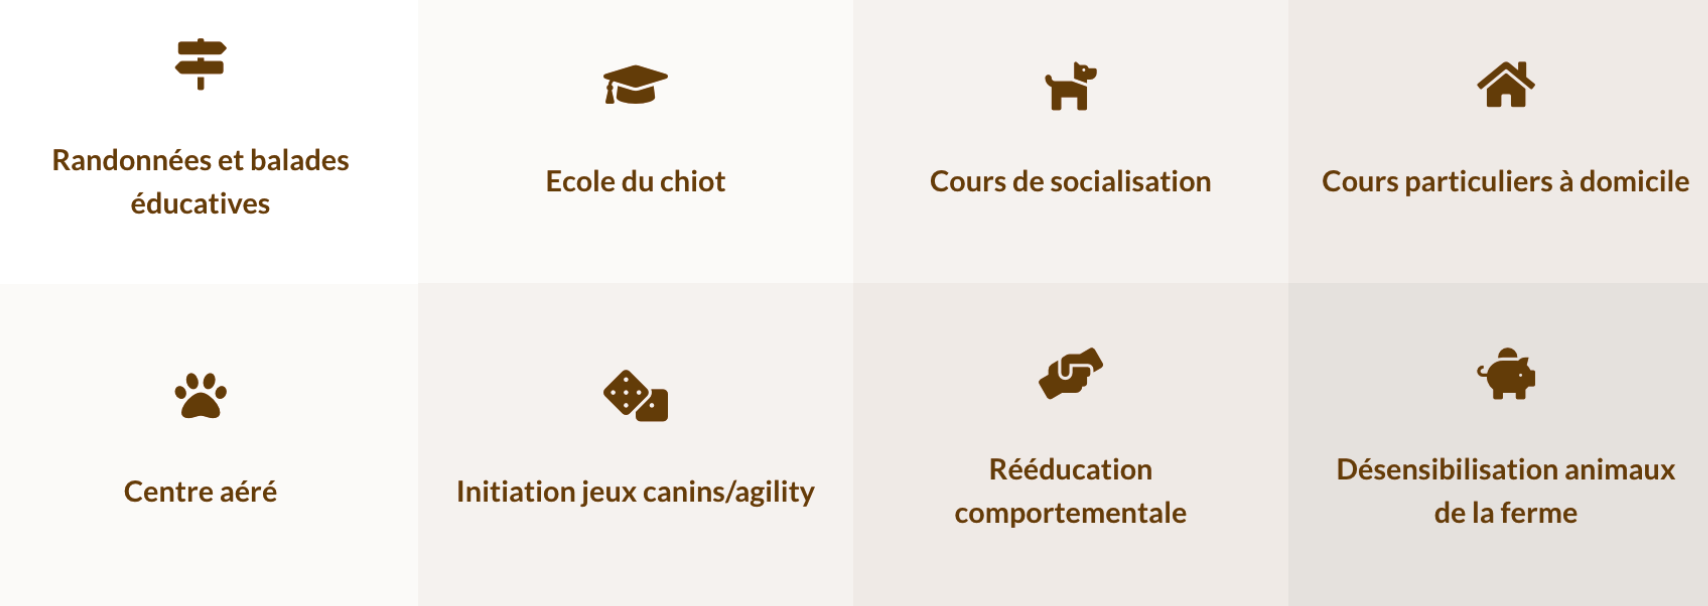 Randonnées et balades
éducatives
Ecole du chiot
Cours de socialisation
Cours particuliers à domicile
Centre aéré
Initiation jeux canins/agility
Rééducation
comportementale
Désensibilisation animaux
de la ferme